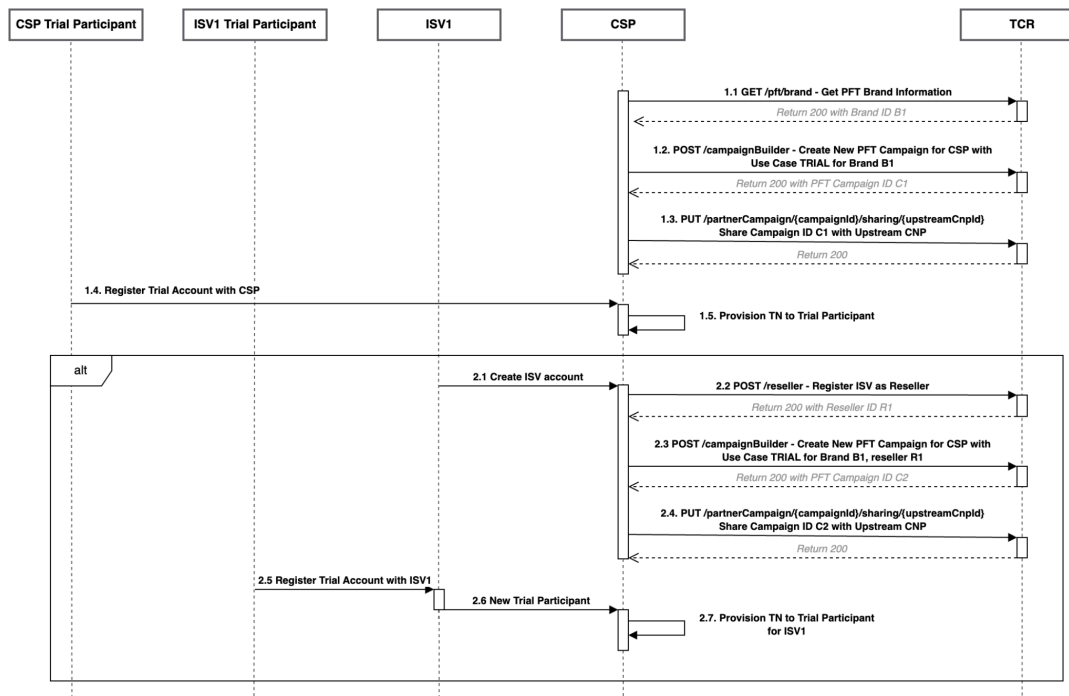 CSP Trial Participant
ISV1 Trial Participant
ISV1
CSP
TCR
1.1 GET /pft/brand - Get PFT Brand Information
Return 200 with Brand ID B1
1.2. POST /campaignBuilder - Create New PFT Campaign for CSP with
Use Case TRIAL for Brand B1
Return 200 with PFT Campaign ID C1
1.3. PUT /partnerCampaign/{campaignId}/sharing/{upstreamCnpId}
Share Campaign ID C1 with Upstream CNP
Return 200
1.4. Register Trial Account with CSP
1.5. Provision TN to Trial Participant
alt
2.1 Create ISV account
2.2 POST /reseller - Register ISV as Reseller
Return 200 with Reseller ID R1
2.3 POST /campaignBuilder - Create New PFT Campaign for CSP with
Use Case TRIAL for Brand B1, reseller R1
Return 200 with PFT Campaign ID C2
2.4. PUT /partnerCampaign/{campaignId}/sharing/{upstreamCnpId}
Share Campaign ID C2 with Upstream CNP
Return 200
2.5 Register Trial Account with ISV1
2.6 New Trial Participant
2.7. Provision TN to Trial Participant
for ISV1